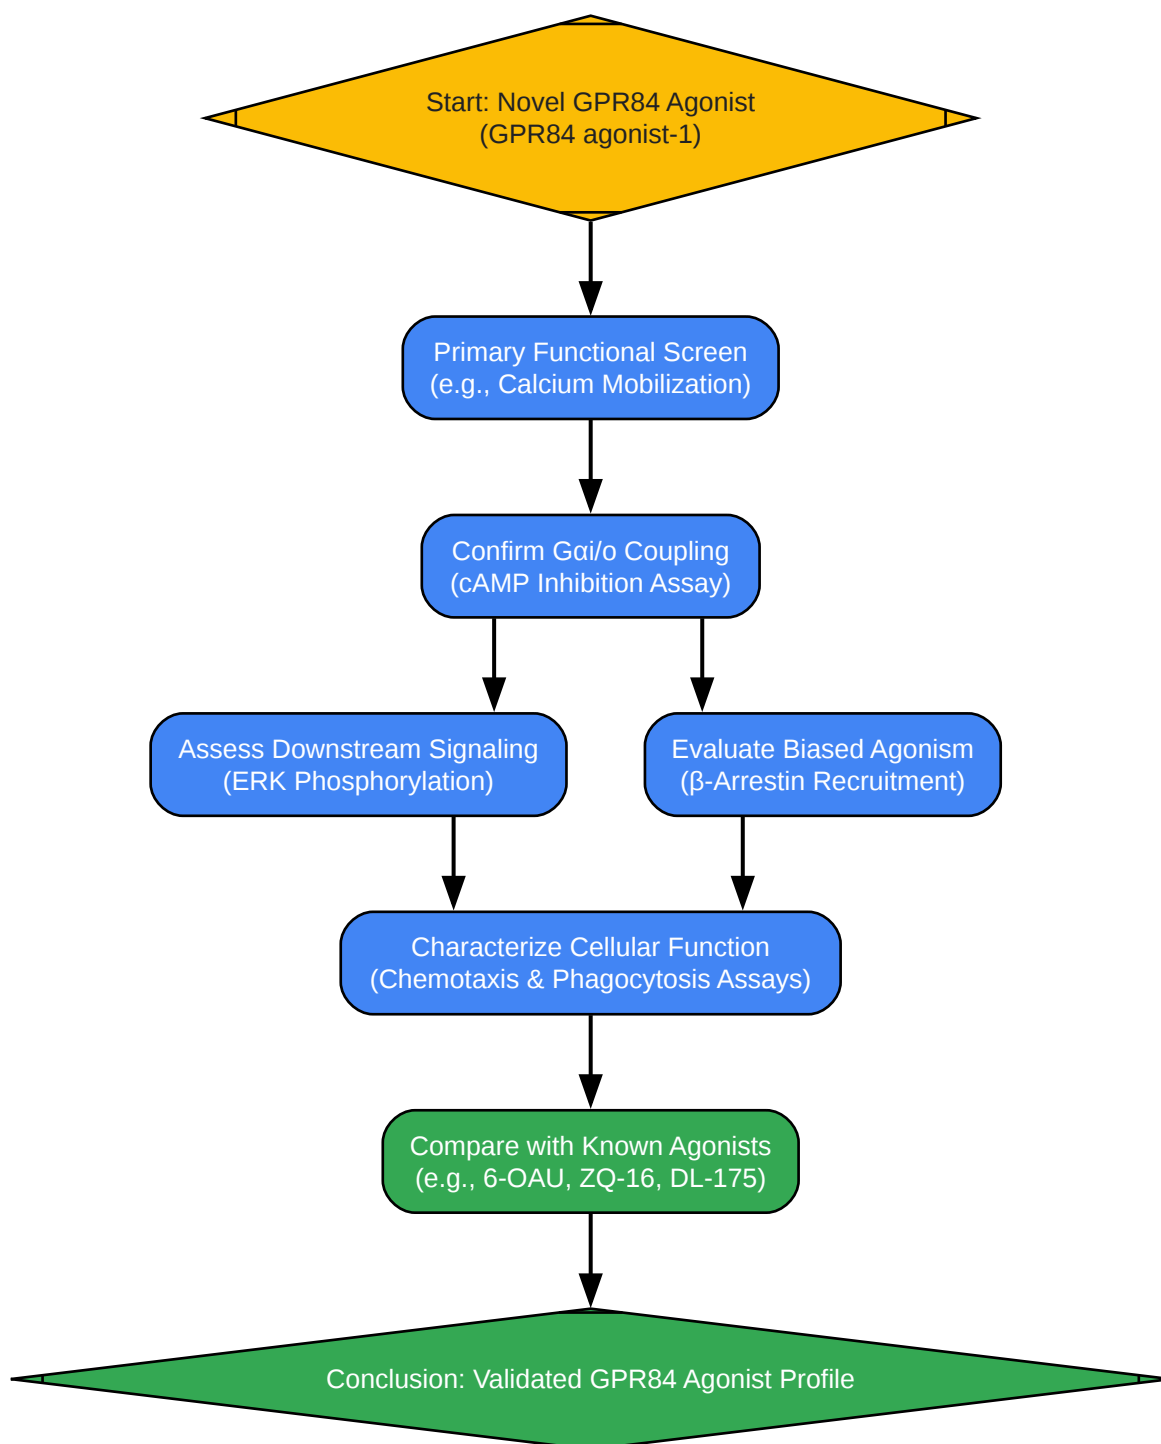 Start: Novel GPR84 Agonist
(GPR84 agonist-1)
Primary Functional Screen
(e.g., Calcium Mobilization)
Confirm Gαi/o Coupling
(cAMP Inhibition Assay)
Assess Downstream Signaling
(ERK Phosphorylation)
Evaluate Biased Agonism
(β-Arrestin Recruitment)
Characterize Cellular Function
(Chemotaxis & Phagocytosis Assays)
Compare with Known Agonists
(e.g., 6-OAU, ZQ-16, DL-175)
Conclusion: Validated GPR84 Agonist Profile